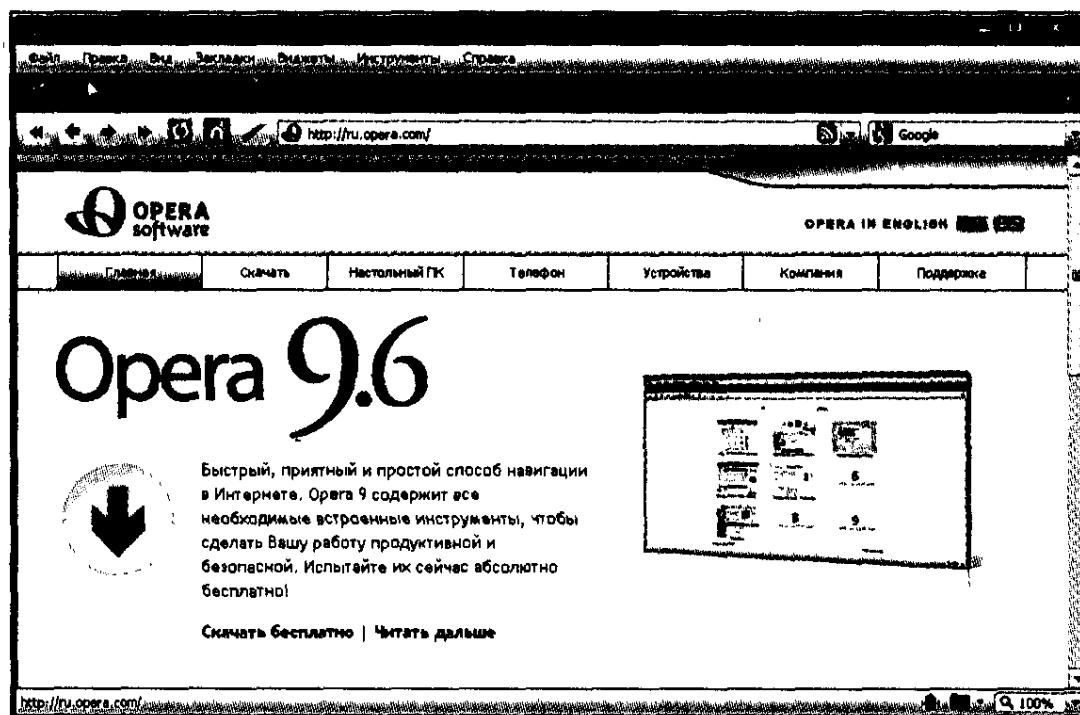 Файл Правка Вид Закладки Виджеты Инструменты Справка
http://ru.opera.com/ Google
OPERA
software
OPERA IN ENGLISH
Главная Скачать Настольный ПК Телефон Устройства Компания Поддержка
Opera 9.6
Быстрый, приятный и простой способ навигации
в Интернете. Opera 9 содержит все
необходимые встроенные инструменты, чтобы
сделать Вашу работу продуктивной и
безопасной. Испытайте их сейчас абсолютно
бесплатно!
Скачать бесплатно | Читать дальше
6
8 9
http://ru.opera.com/ 100%